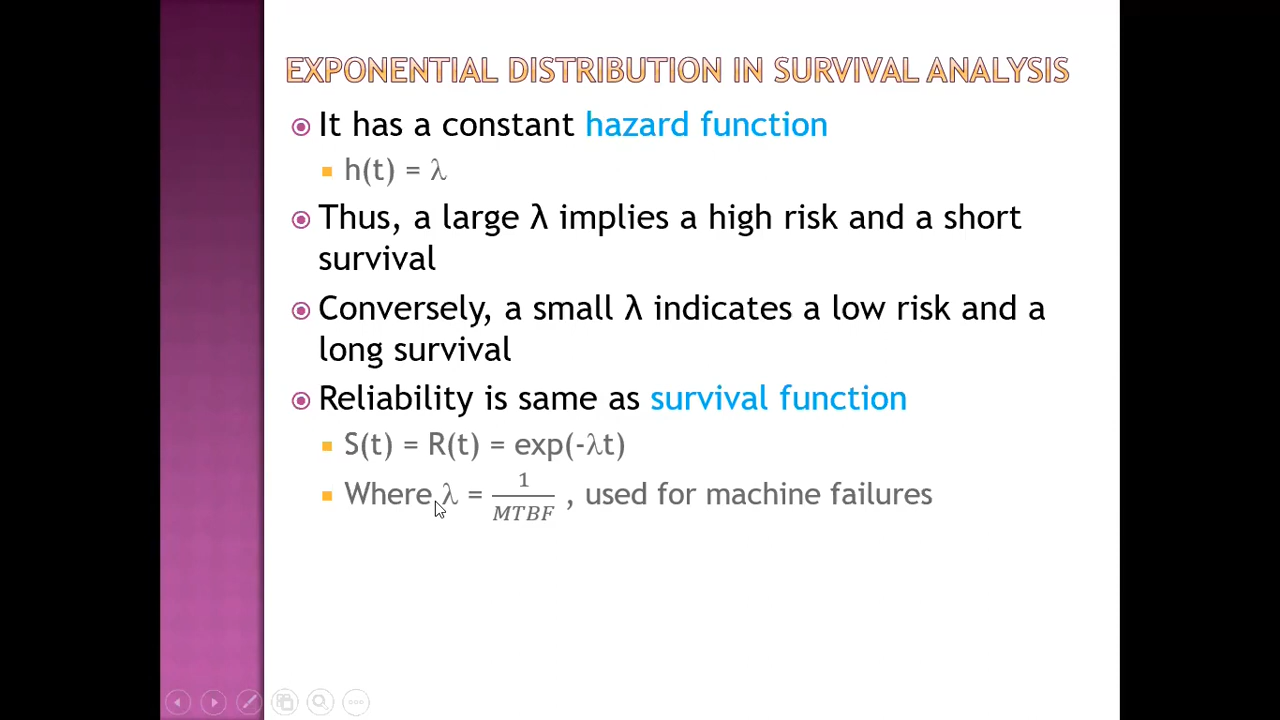 EXPONENTIAL DISTRIBUTION IN SURVIVAL ANALYSIS
It has a constant hazard function
h(t) = λ
Thus, a large λ implies a high risk and a short
survival
Conversely, a small λ indicates a low risk and a
long survival
Reliability is same as survival function
S(t) = R(t) = exp(-λt)
Where λ = 1/MTBF , used for machine failures